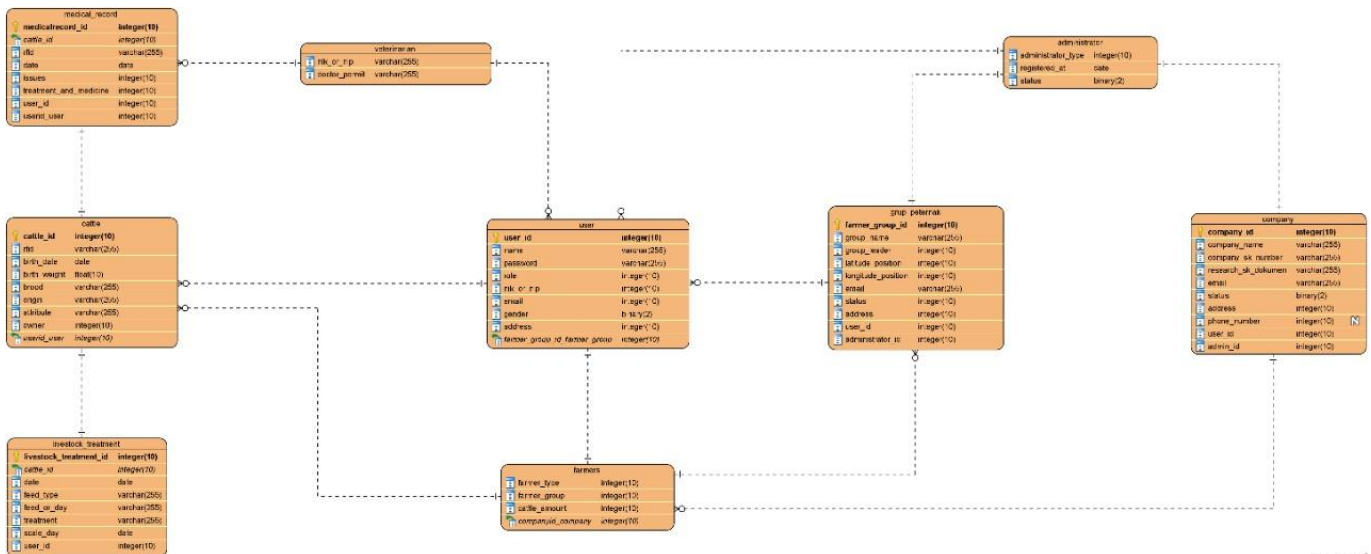 medical_record
medicalrecord_id integer(10)
cattle_id integer(10)
rfid varchar(255)
date date
issues integer(10)
treatment_and_medicine integer(10)
user_id integer(10)
userid_user integer(10)
veterinarian
nik_or_nip varchar(255)
doctor_permit varchar(255)
administrator
administrator_type integer(10)
registered_at date
status binary(2)
cattle
cattle_id integer(10)
rfid varchar(255)
birth_date date
birth_weight float(10)
breed varchar(255)
origin varchar(255)
attribute varchar(255)
owner integer(10)
userid_user integer(10)
user
user_id integer(10)
name varchar(255)
password varchar(255)
role integer(10)
nik_or_nip integer(10)
email integer(10)
gender binary(2)
address integer(10)
farmer_group_id_farmer_group integer(10)
grup_peternak
farmer_group_id integer(10)
group_name varchar(255)
group_leader integer(10)
latitude_position integer(10)
longitude_position integer(10)
email varchar(255)
status integer(10)
address integer(10)
user_id integer(10)
administrator_id integer(10)
company
company_id integer(10)
company_name varchar(255)
company_sk_number varchar(255)
research_sk_dokumen varchar(255)
email varchar(255)
status binary(2)
address integer(10)
phone_number integer(10) N
user_id integer(10)
admin_id integer(10)
livestock_treatment
livestock_treatment_id integer(10)
cattle_id integer(10)
date date
feed_type varchar(255)
feed_or_day varchar(255)
treatment varchar(255)
scale_day date
user_id integer(10)
farmers
farmer_type integer(10)
farmer_group integer(10)
cattle_amount integer(10)
companyid_company integer(10)